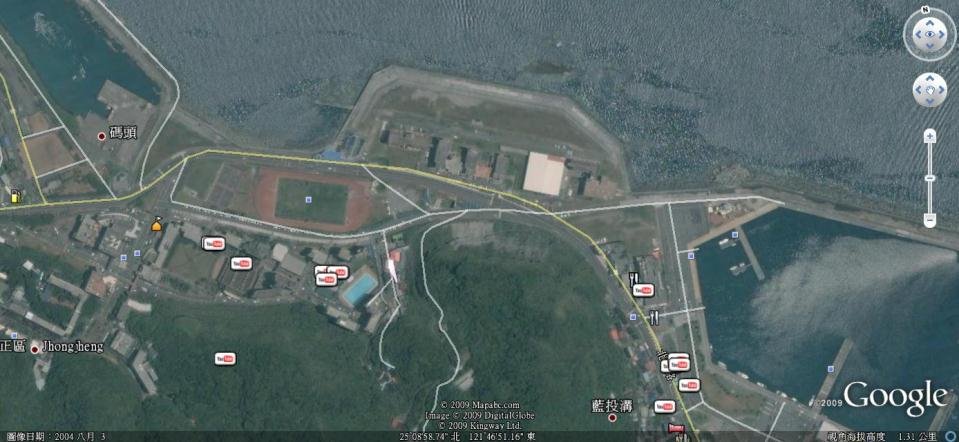 N
碼頭
正區 Jhongjheng
藍投溝
© 2009 Mapabc.com
Image © 2009 DigitalGlobe
© 2009 Kingway Ltd.
©2009 Google
圖像日期：2004 八月 3
25°08'58.74" 北 121°46'51.16" 東
視角海拔高度 1.31 公里